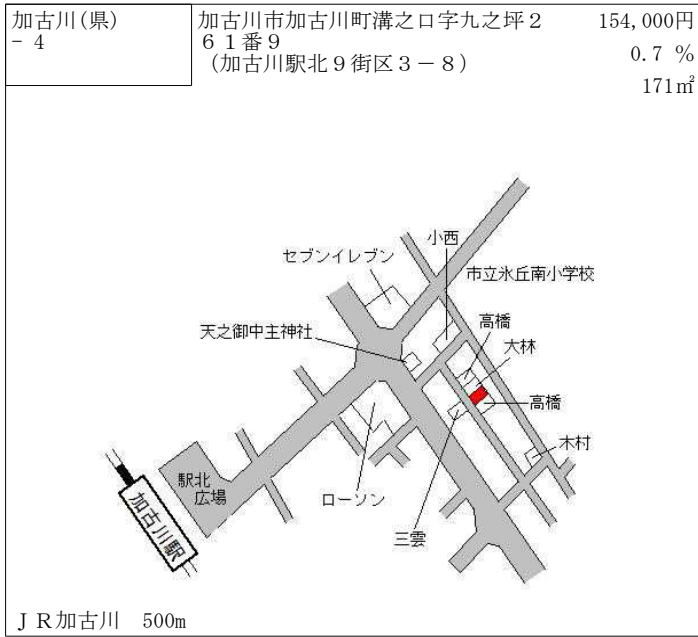 加古川(県)
- 4
加古川市加古川町溝之口字九之坪２
６１番９
（加古川駅北９街区３－８）
154,000円
0.7 %
171㎡
小西
セブンイレブン
市立氷丘南小学校
高橋
天之御中主神社
大林
高橋
木村
駅北
広場
ローソン
加古川駅
三雲
ＪＲ加古川　500m